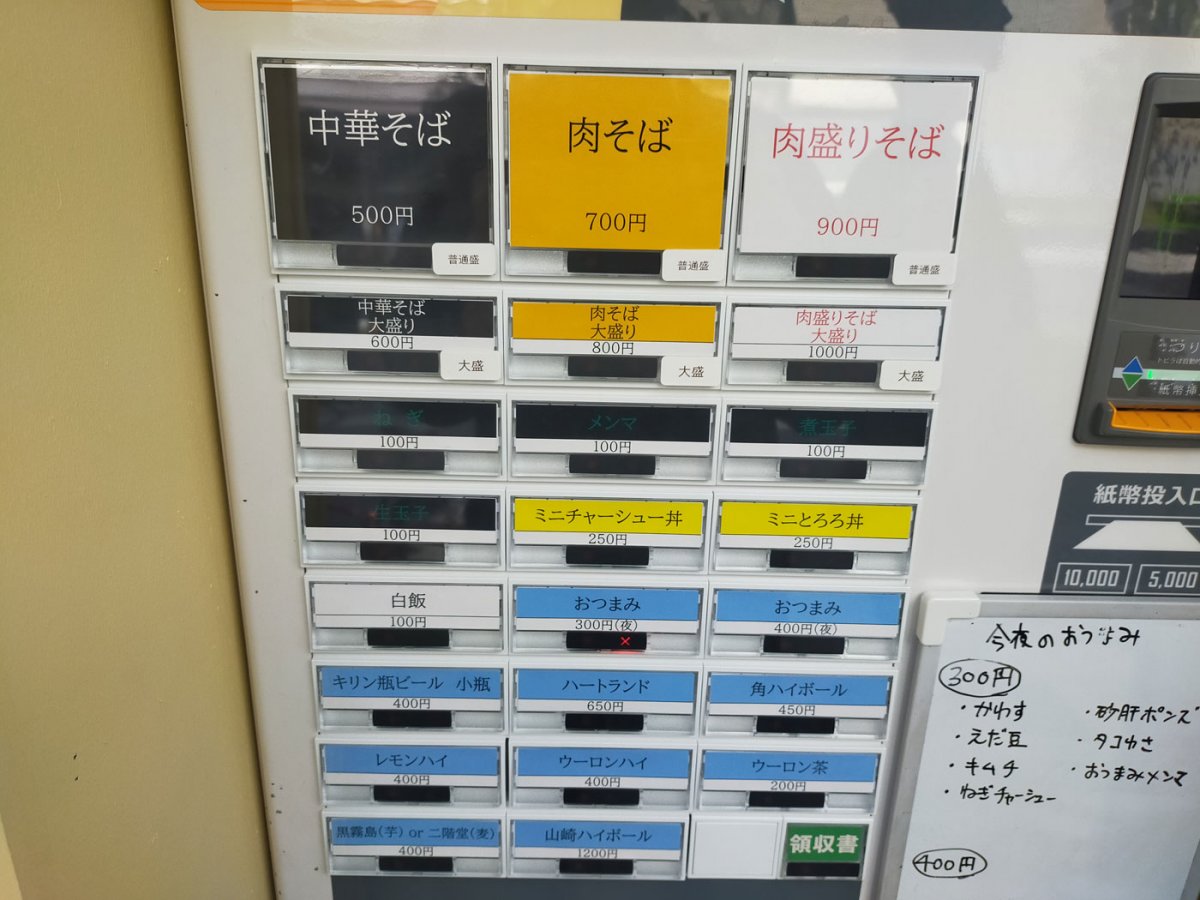 中華そば
500円
普通盛
肉そば
700円
普通盛
肉盛りそば
900円
普通盛
中華そば
大盛り
600円
大盛
肉そば
大盛り
800円
大盛
肉盛りそば
大盛り
1000円
大盛
ねぎ
100円
メンマ
100円
煮玉子
100円
生玉子
100円
ミニチャーシュー丼
250円
ミニとろろ丼
250円
白飯
100円
おつまみ
300円(夜)
×
おつまみ
400円(夜)
キリン瓶ビール 小瓶
400円
ハートランド
650円
角ハイボール
450円
レモンハイ
400円
ウーロンハイ
400円
ウーロン茶
200円
黒霧島(芋) or 二階堂(麦)
400円
山崎ハイボール
1200円
領収書
紙幣挿
紙幣投入口
10,000
5,000
今夜のおつまみ
300円
・かわす
・えだ豆
・キムチ
・ねぎチャーシュー
・砂肝ポンズ
・タコわさ
・おつまみメンマ
400円